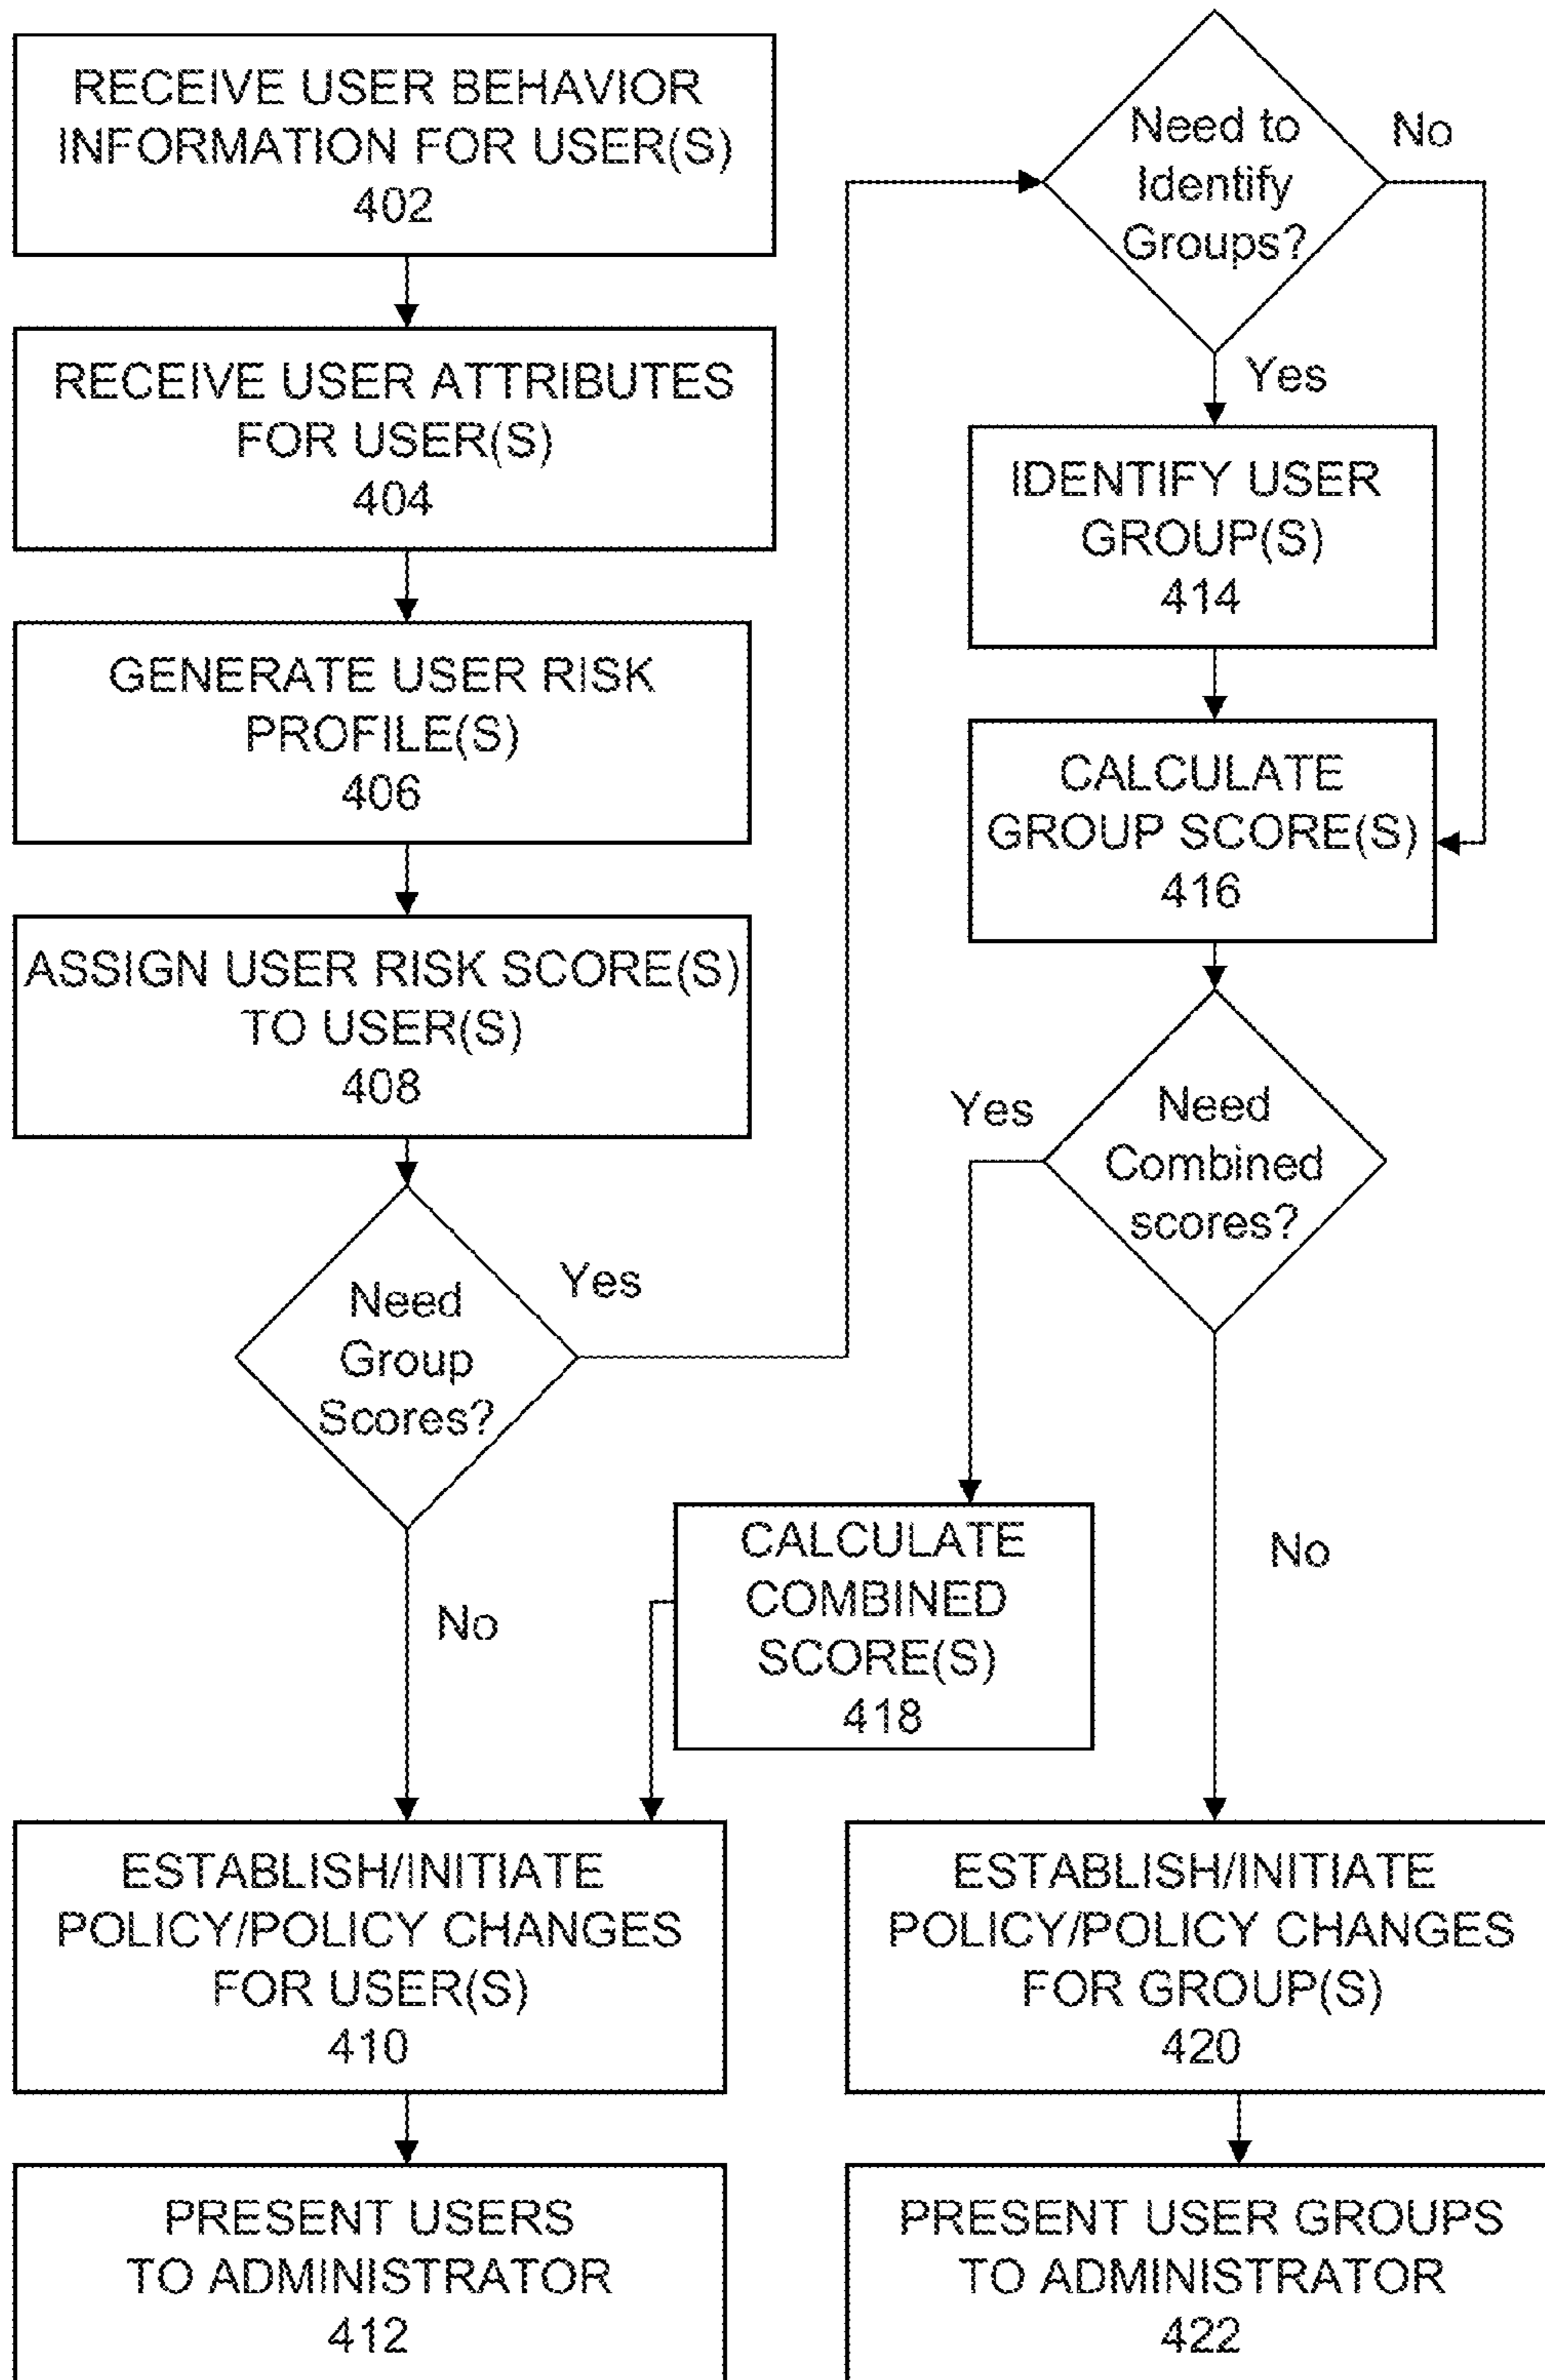 RECEIVE USER BEHAVIOR
INFORMATION FOR USER(S)
402
RECEIVE USER ATTRIBUTES
FOR USER(S)
404
GENERATE USER RISK
PROFILE(S)
406
ASSIGN USER RISK SCORE(S)
TO USER(S)
408
Need
Group
Scores?
Yes
No
Need to
Identify
Groups?
No
Yes
IDENTIFY USER
GROUP(S)
414
CALCULATE
GROUP SCORE(S)
416
Need
Combined
scores?
Yes
No
CALCULATE
COMBINED
SCORE(S)
418
ESTABLISH/INITIATE
POLICY/POLICY CHANGES
FOR USER(S)
410
PRESENT USERS
TO ADMINISTRATOR
412
ESTABLISH/INITIATE
POLICY/POLICY CHANGES
FOR GROUP(S)
420
PRESENT USER GROUPS
TO ADMINISTRATOR
422